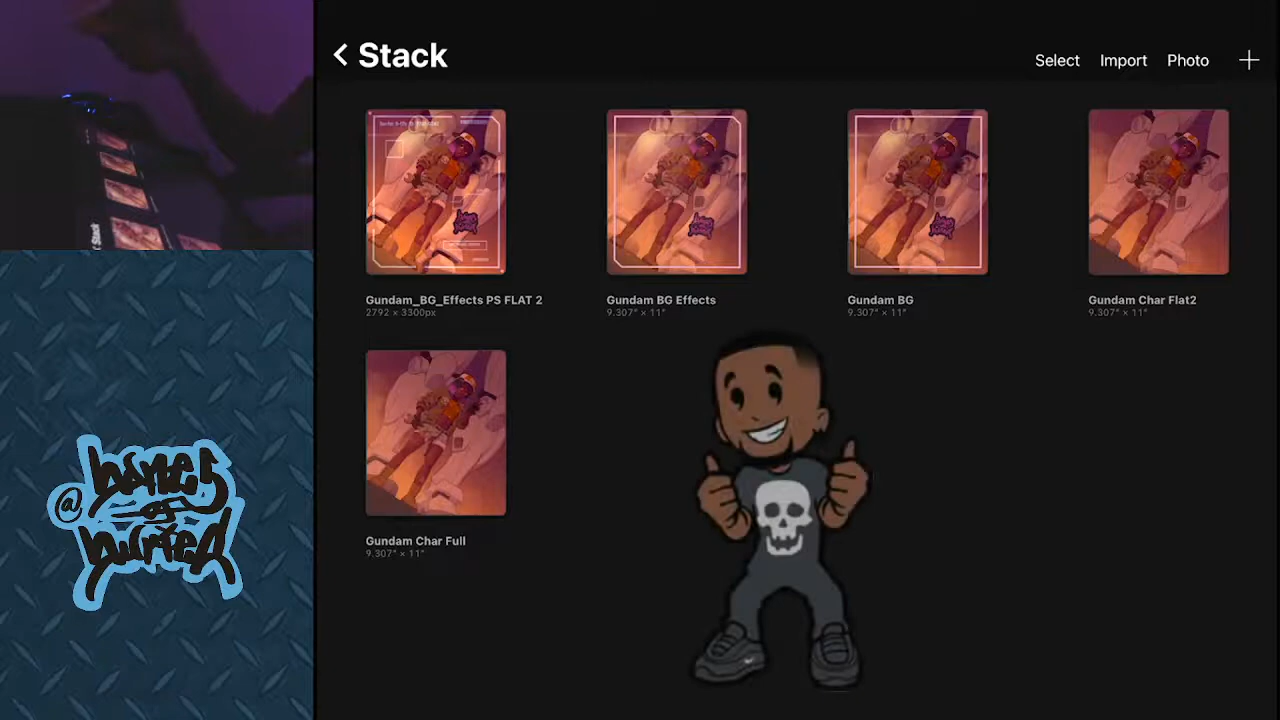 Stack
Select Import Photo
Gundam_BG_Effects PS FLAT 2
2792 × 3300px
Gundam BG Effects
9.307" × 11"
Gundam BG
9.307" × 11"
Gundam Char Flat2
9.307" × 11"
Gundam Char Full
9.307" × 11"
Stack
@
bones
of
buried